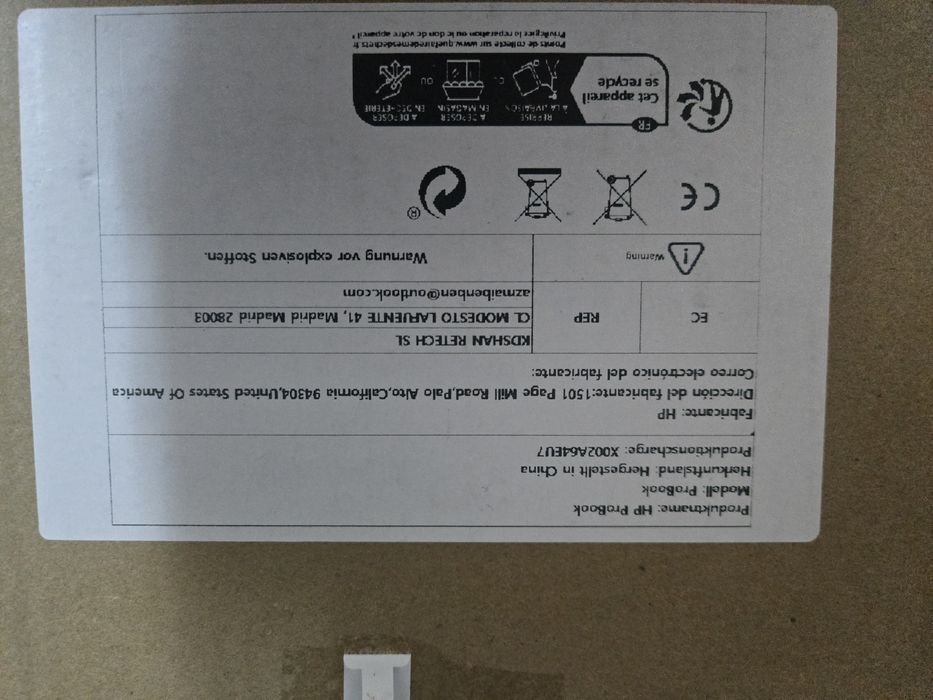 Produktname: HP ProBook
Modell: ProBook
Herkunftsland: Hergestellt in China
Produktionscharge: X002A64EU7
Fabricante: HP
Dirección del fabricante:1501 Page Mill Road,Palo Alto,California 94304,United States Of America
Correo electrónico del fabricante:
EC
REP
KDSHAN RETECH SL
CL MODESTO LAFUENTE 41, Madrid Madrid 28003
azmaibenben@outlook.com
Warning
Warnung vor explosiven Stoffen.
CE
®
FR
Cet appareil
se recycle
REPRISE
À LA LIVRAISON
OU
À DÉPOSER
EN MAGASIN
OU
À DÉPOSER
EN DÉCHÈTERIE
Points de collecte sur www.quefairedemesdechets.fr
Privilégiez la réparation ou le don de votre appareil !